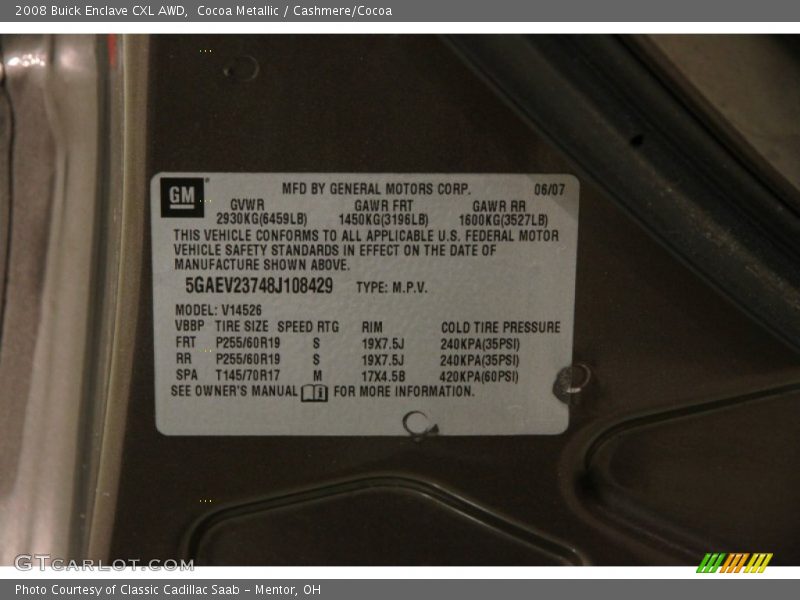 2008 Buick Enclave CXL AWD,  Cocoa Metallic / Cashmere/Cocoa
GM
MFD BY GENERAL MOTORS CORP. 06/07
GVWR GAWR FRT GAWR RR
2930KG(6459LB) 1450KG(3196LB) 1600KG(3527LB)
THIS VEHICLE CONFORMS TO ALL APPLICABLE U.S. FEDERAL MOTOR
VEHICLE SAFETY STANDARDS IN EFFECT ON THE DATE OF
MANUFACTURE SHOWN ABOVE.
5GAEV23748J108429 TYPE: M.P.V.
MODEL: V14526
VBBP TIRE SIZE SPEED RTG RIM COLD TIRE PRESSURE
FRT P255/60R19 S 19X7.5J 240KPA(35PSI)
RR P255/60R19 S 19X7.5J 240KPA(35PSI)
SPA T145/70R17 M 17X4.5B 420KPA(60PSI)
SEE OWNER'S MANUAL FOR MORE INFORMATION.
GTCarLot.com
Photo Courtesy of Classic Cadillac Saab - Mentor, OH